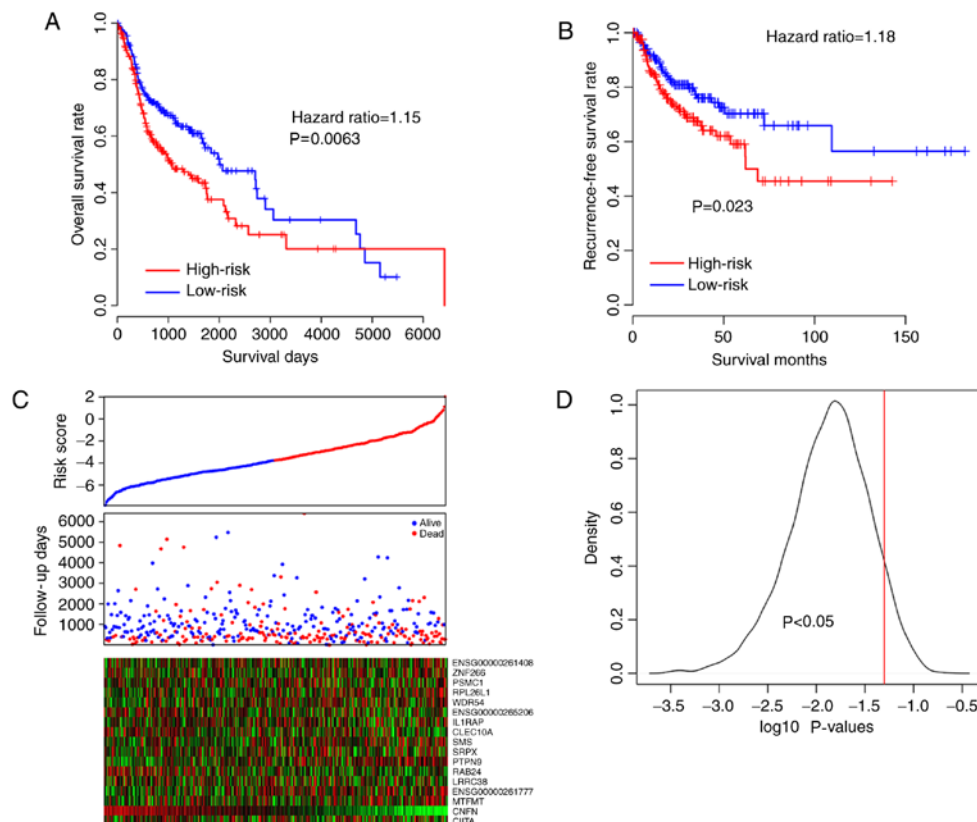 A
Overall survival rate
1.0
0.8
0.6
0.4
0.2
0.0
Hazard ratio=1.15
P=0.0063
High-risk
Low-risk
0 1000 2000 3000 4000 5000 6000
Survival days
B
Recurrence-free survival rate
1.0
0.8
0.6
0.4
0.2
0.0
Hazard ratio=1.18
P=0.023
High-risk
Low-risk
0 50 100 150
Survival months
C
Risk score
2
0
−2
−4
−6
Follow-up days
6000
5000
4000
3000
2000
1000
Alive
Dead
ENSG00000261408
ZNF266
PSMC1
RPL26L1
WDR54
ENSG00000265206
IL1RAP
CLEC10A
SMS
SRPX
PTPN9
RAB24
LRRC38
ENSG00000261777
MTFMT
CNFN
CIITA
D
Density
1.0
0.8
0.6
0.4
0.2
0.0
P<0.05
−3.5 −3.0 −2.5 −2.0 −1.5 −1.0 −0.5
log10 P-values